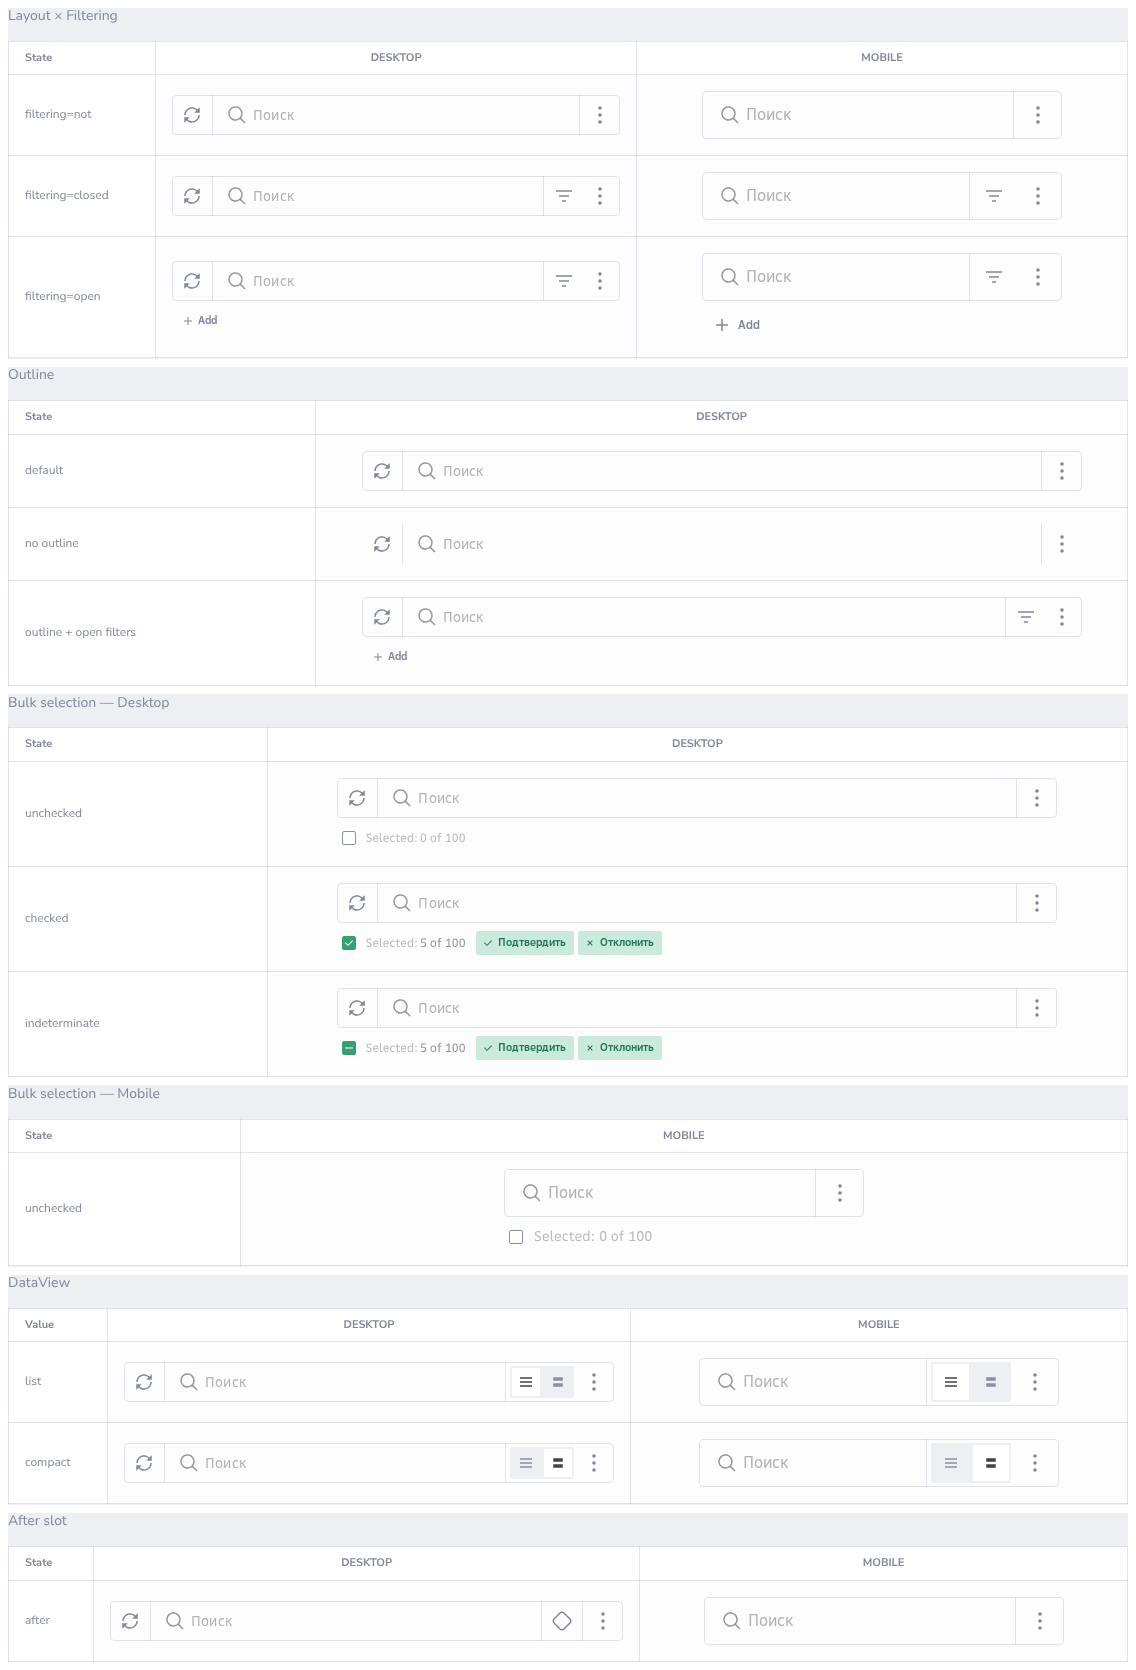 Layout × Filtering
State DESKTOP MOBILE
filtering=not Поиск Поиск
filtering=closed Поиск Поиск
filtering=open Поиск Поиск
Add Add
Outline
State DESKTOP
default Поиск
no outline Поиск
outline + open filters Поиск
Add
Bulk selection — Desktop
State DESKTOP
unchecked Поиск
Selected: 0 of 100
checked Поиск
Selected: 5 of 100 Подтвердить Отклонить
indeterminate Поиск
Selected: 5 of 100 Подтвердить Отклонить
Bulk selection — Mobile
State MOBILE
unchecked Поиск
Selected: 0 of 100
DataView
Value DESKTOP MOBILE
list Поиск Поиск
compact Поиск Поиск
After slot
State DESKTOP MOBILE
after Поиск Поиск